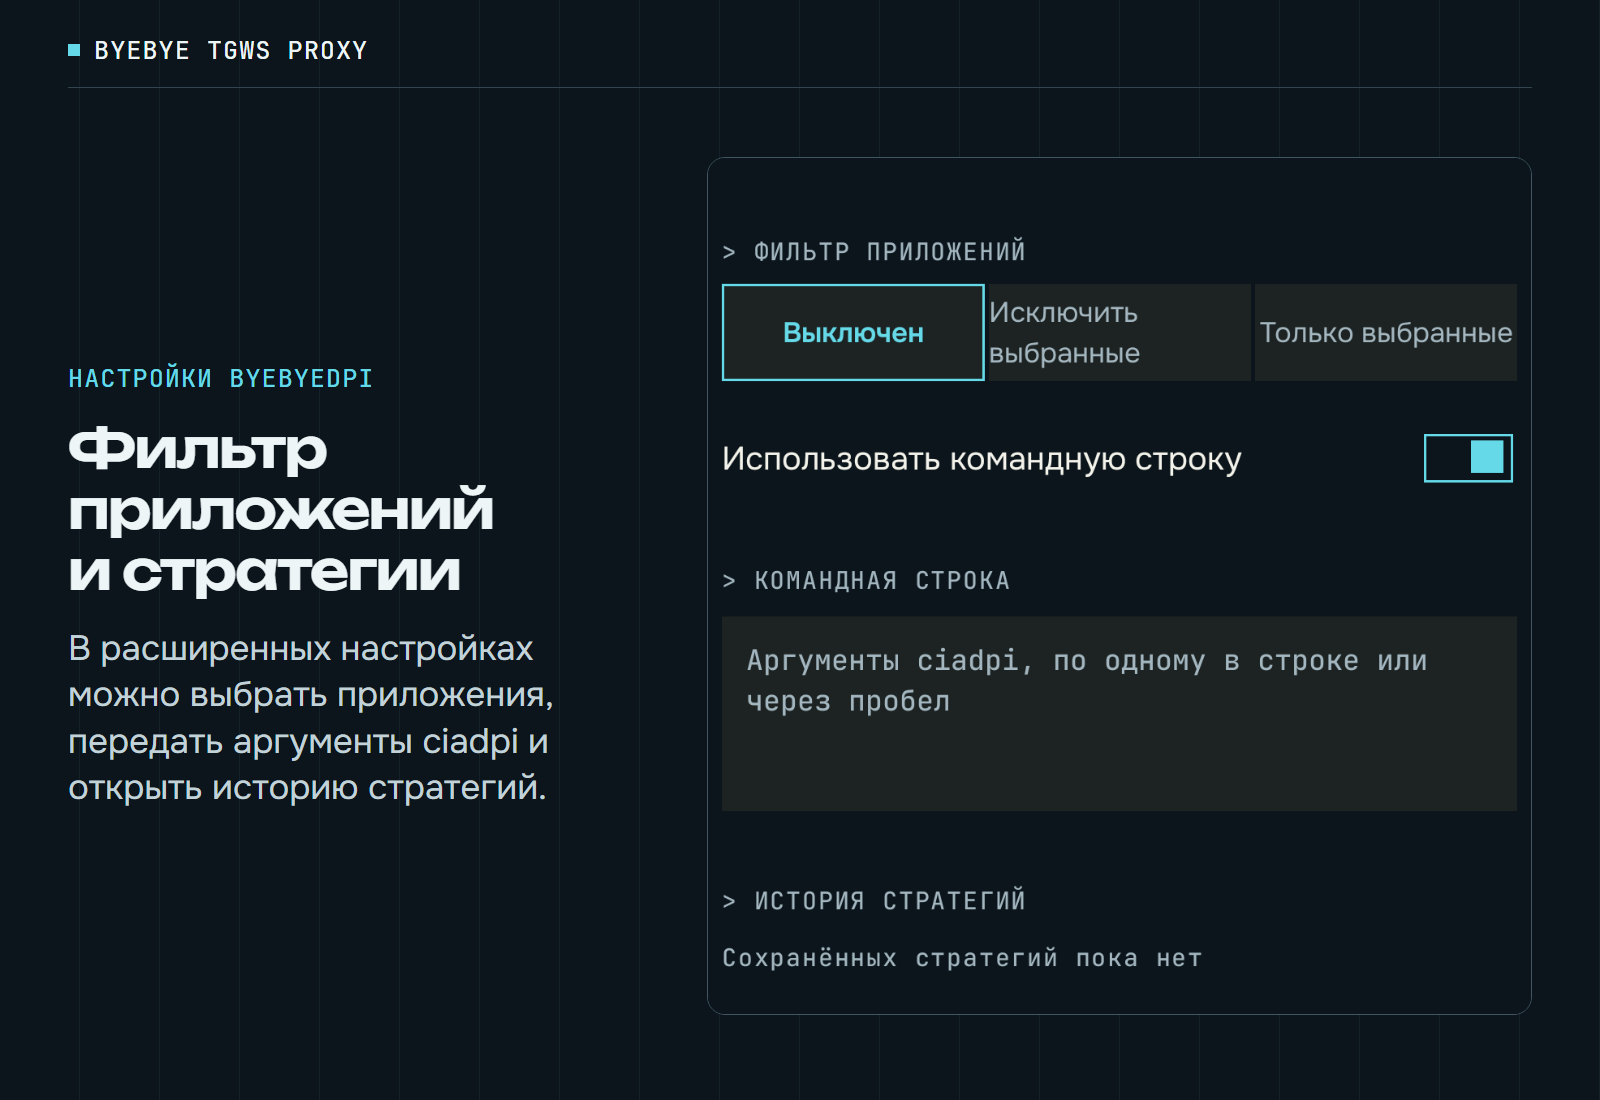 BYEBYE TGWS PROXY
НАСТРОЙКИ BYEBYEDPI
Фильтр
приложений
и стратегии
В расширенных настройках
можно выбрать приложения,
передать аргументы ciadpi и
открыть историю стратегий.
> ФИЛЬТР ПРИЛОЖЕНИЙ
Выключен
Исключить
выбранные
Только выбранные
Использовать командную строку
> КОМАНДНАЯ СТРОКА
Аргументы ciadpi, по одному в строке или
через пробел
> ИСТОРИЯ СТРАТЕГИЙ
Сохранённых стратегий пока нет